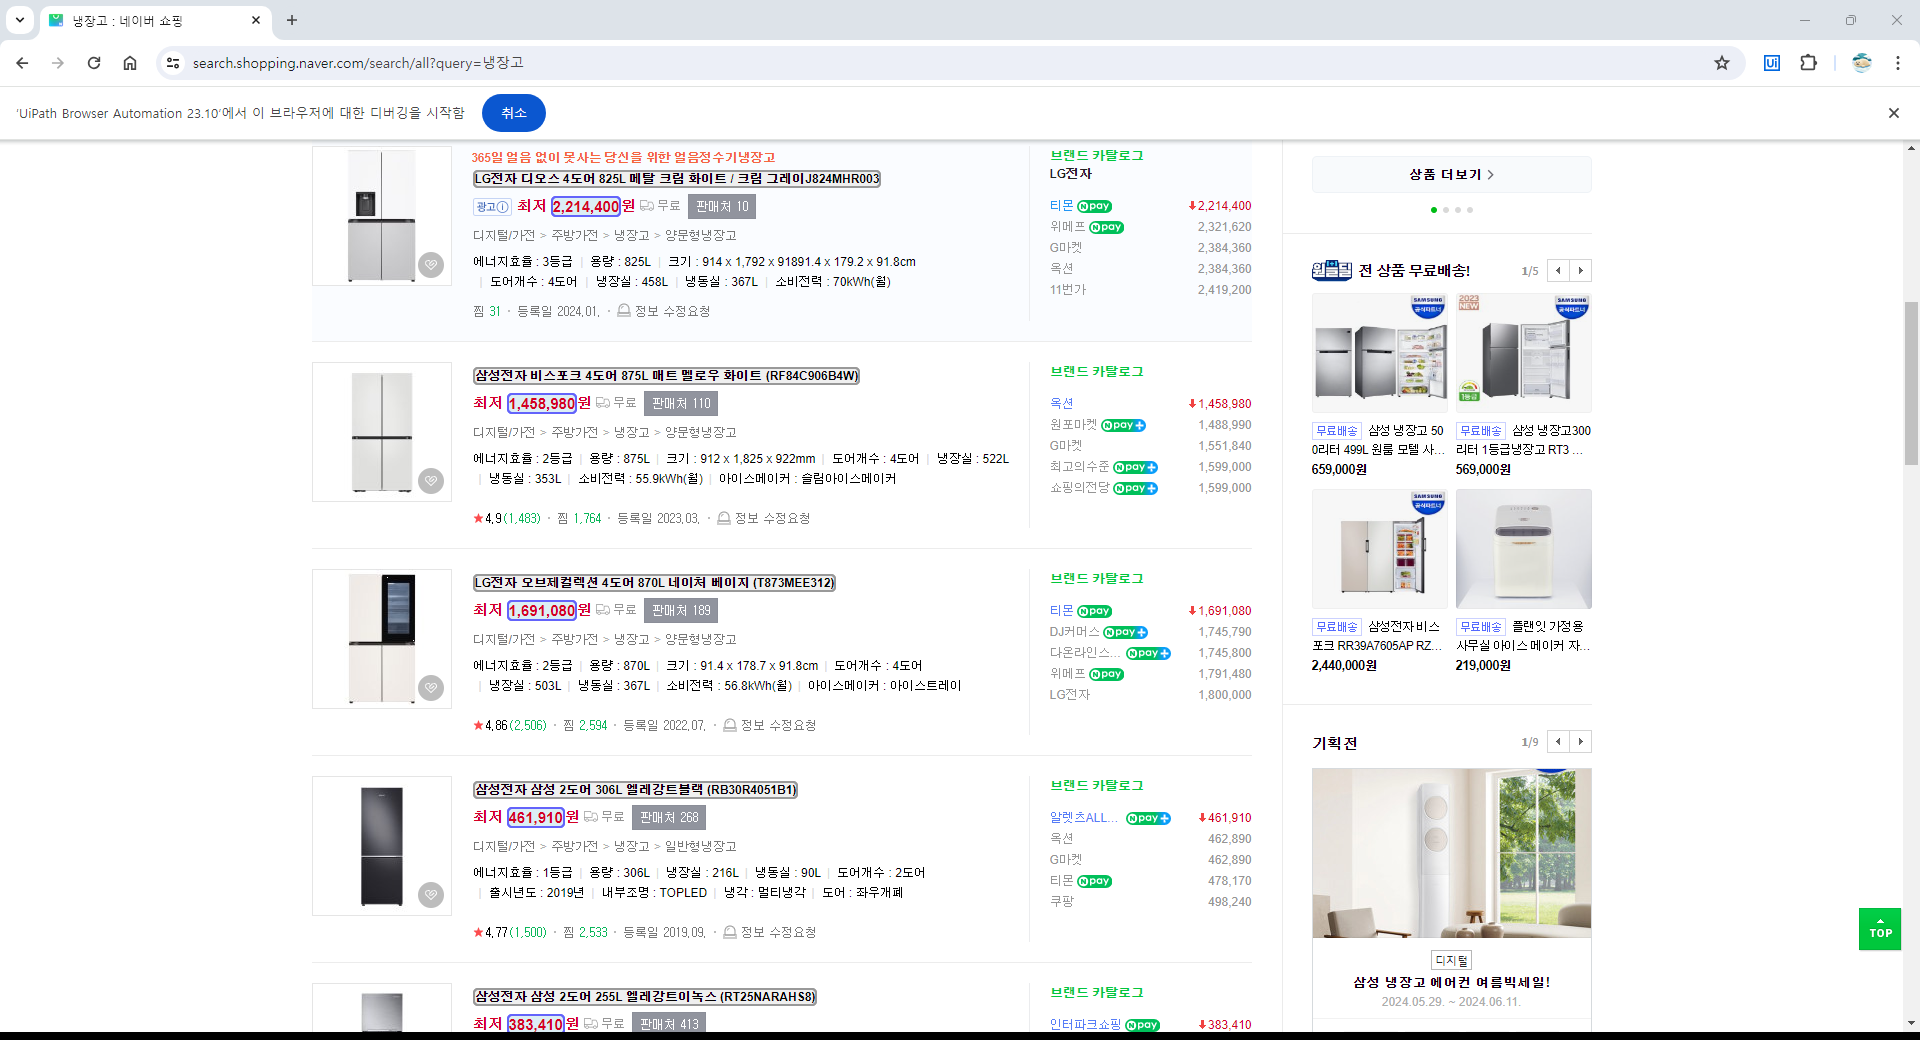 냉장고 : 네이버 쇼핑
search.shopping.naver.com/search/all?query=냉장고
'UiPath Browser Automation 23.10'에서 이 브라우저에 대한 디버깅을 시작함
취소
365일 얼음 없이 못사는 당신을 위한 얼음정수기냉장고
LG전자 디오스 4도어 825L 메탈 크림 화이트 / 크림 그레이J824MHR003
광고 최저 2,214,400원 무료 판매처 10
디지털/가전 > 주방가전 > 냉장고 > 양문형냉장고
에너지효율 : 3등급 | 용량 : 825L | 크기 : 914 x 1,792 x 91891.4 x 179.2 x 91.8cm
| 도어개수 : 4도어 | 냉장실 : 458L | 냉동실 : 367L | 소비전력 : 70kWh(월)
찜 31 · 등록일 2024.01. · 정보 수정요청
브랜드 카탈로그
LG전자
티몬 Npay 2,214,400
위메프 Npay 2,321,620
G마켓 2,384,360
옥션 2,384,360
11번가 2,419,200
삼성전자 비스포크 4도어 875L 매트 멜로우 화이트 (RF84C906B4W)
최저 1,458,980원 무료 판매처 110
디지털/가전 > 주방가전 > 냉장고 > 양문형냉장고
에너지효율 : 2등급 | 용량 : 875L | 크기 : 912 x 1,825 x 922mm | 도어개수 : 4도어 | 냉장실 : 522L
| 냉동실 : 353L | 소비전력 : 55.9kWh(월) | 아이스메이커 : 슬림아이스메이커
★4.9(1,483) · 찜 1,764 · 등록일 2023.03. · 정보 수정요청
브랜드 카탈로그
옥션 1,458,980
원포마켓 Npay+ 1,488,990
G마켓 1,551,840
최고의수준 Npay+ 1,599,000
쇼핑의전당 Npay+ 1,599,000
LG전자 오브제컬렉션 4도어 870L 네이처 베이지 (T873MEE312)
최저 1,691,080원 무료 판매처 189
디지털/가전 > 주방가전 > 냉장고 > 양문형냉장고
에너지효율 : 2등급 | 용량 : 870L | 크기 : 91.4 x 178.7 x 91.8cm | 도어개수 : 4도어
| 냉장실 : 503L | 냉동실 : 367L | 소비전력 : 56.8kWh(월) | 아이스메이커 : 아이스트레이
★4.86(2,506) · 찜 2,594 · 등록일 2022.07. · 정보 수정요청
브랜드 카탈로그
티몬 Npay 1,691,080
DJ커머스 Npay+ 1,745,790
다온라인스... Npay+ 1,745,800
위메프 Npay 1,791,480
LG전자 1,800,000
삼성전자 삼성 2도어 306L 엘레강트블랙 (RB30R4051B1)
최저 461,910원 무료 판매처 268
디지털/가전 > 주방가전 > 냉장고 > 일반형냉장고
에너지효율 : 1등급 | 용량 : 306L | 냉장실 : 216L | 냉동실 : 90L | 도어개수 : 2도어
| 출시년도 : 2019년 | 내부조명 : TOPLED | 냉각 : 멀티냉각 | 도어 : 좌우개폐
★4.77(1,500) · 찜 2,533 · 등록일 2019.09. · 정보 수정요청
브랜드 카탈로그
알렛츠ALL... Npay+ 461,910
옥션 462,890
G마켓 462,890
티몬 Npay 478,170
쿠팡 498,240
삼성전자 삼성 2도어 255L 엘레강트이녹스 (RT25NARAHS8)
최저 383,410원 무료 판매처 413
브랜드 카탈로그
인터파크쇼핑 Npay 383,410
상품 더보기 >
전 상품 무료배송! 1/5
SAMSUNG 공식파트너
2023 NEW
SAMSUNG 공식파트너
1등급
무료배송 삼성 냉장고 50
0리터 499L 원룸 모텔 사...
659,000원
무료배송 삼성 냉장고300
리터 1등급냉장고 RT3 ...
569,000원
SAMSUNG 공식파트너
무료배송 삼성전자 비스
포크 RR39A7605AP RZ...
2,440,000원
무료배송 플랜잇 가정용
사무실 아이스 메이커 자...
219,000원
기획전 1/9
디지털
삼성 냉장고 에어컨 여름빅세일!
2024.05.29. ~ 2024.06.11.
TOP